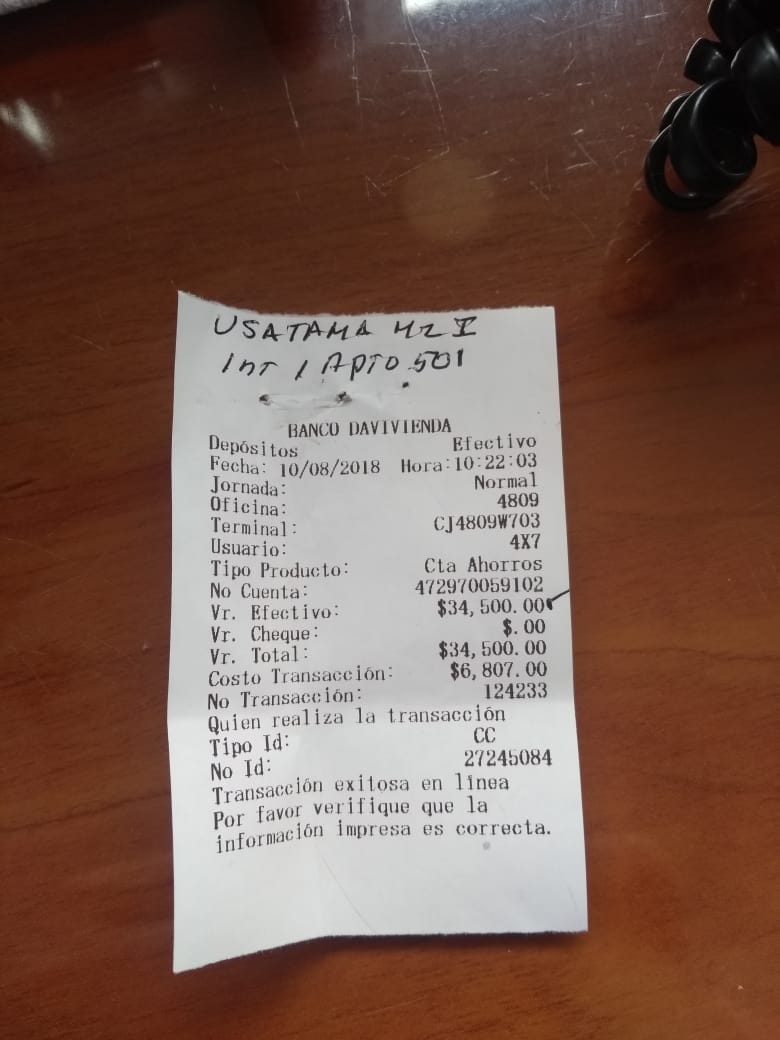 USATAMA MZ I
INT 1 APTO 501
BANCO DAVIVIENDA
Depósitos Efectivo
Fecha: 10/08/2018 Hora:10:22:03
Jornada: Normal
Oficina: 4809
Terminal: CJ4809W703
Usuario: 4X7
Tipo Producto: Cta Ahorros
No Cuenta: 472970059102
Vr. Efectivo: $34,500.00
Vr. Cheque: $.00
Vr. Total: $34,500.00
Costo Transacción: $6,807.00
No Transacción: 124233
Quien realiza la transacción
Tipo Id: CC
No Id: 27245084
Transacción exitosa en línea
Por favor verifique que la
información impresa es correcta.